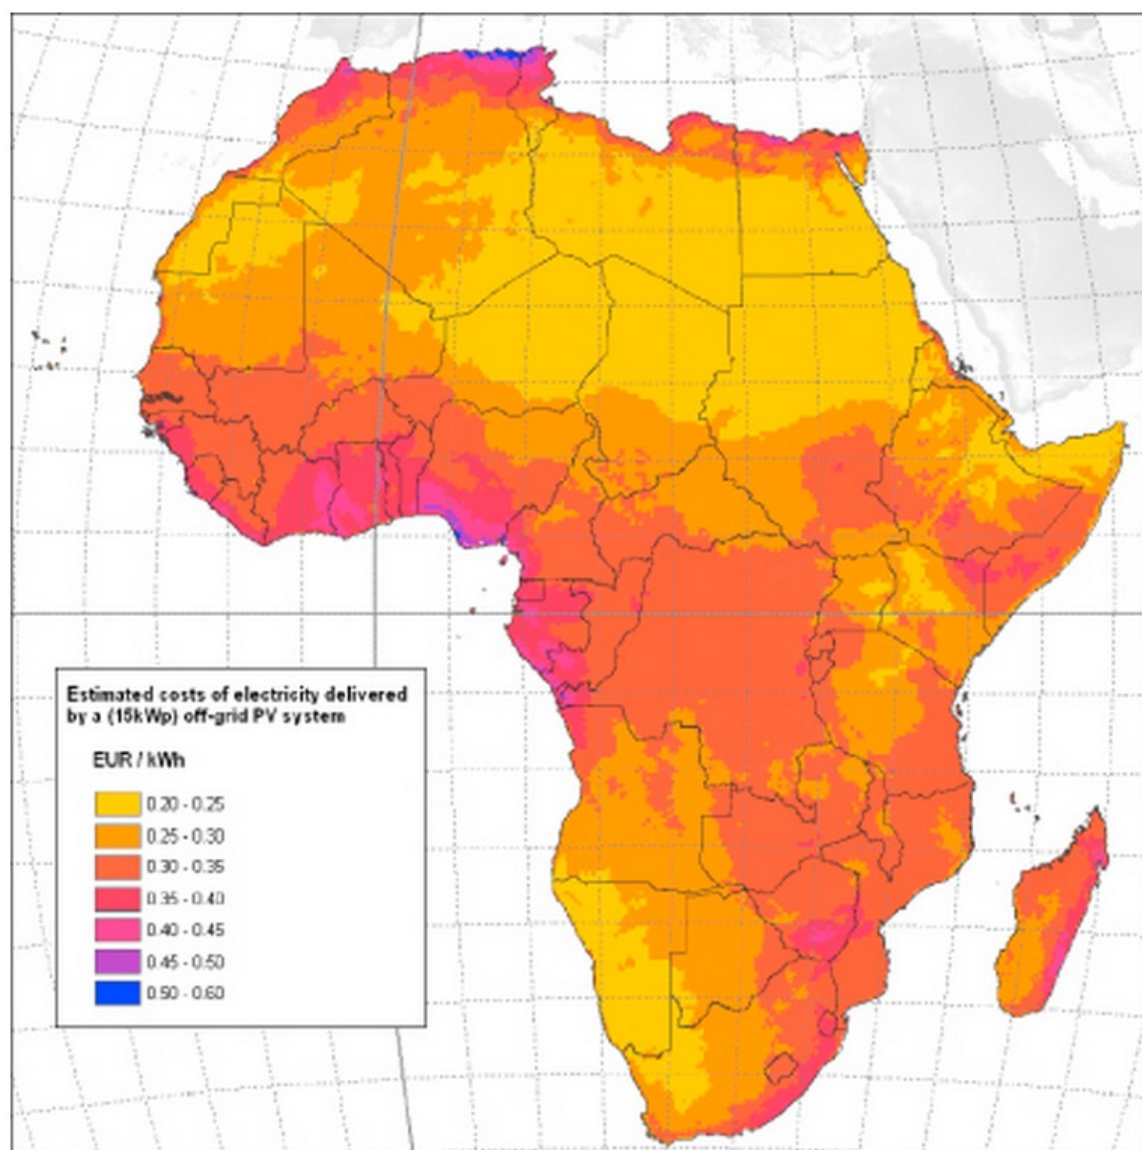 Estimated costs of electricity delivered
by a (15kWp) off-grid PV system
EUR / kWh
0.20 - 0.25
0.25 - 0.30
0.30 - 0.35
0.35 - 0.40
0.40 - 0.45
0.45 - 0.50
0.50 - 0.60